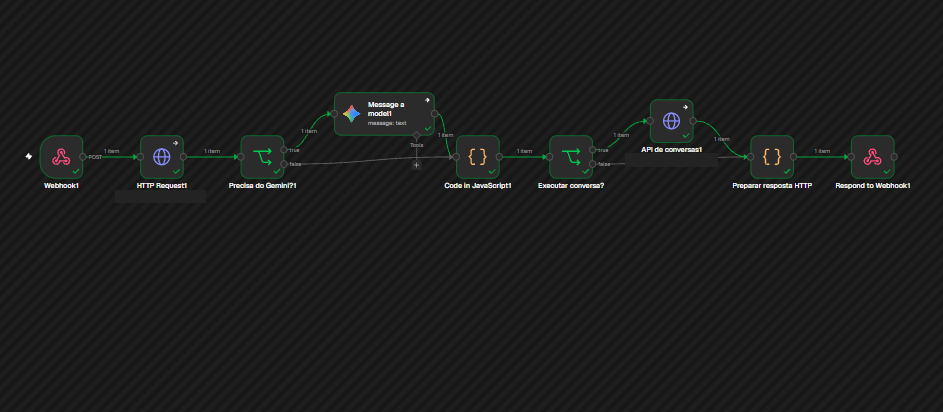 Message a
model1
message: text
1 item
1 item
Tools
1 item
API de conversas1
1 item
POST
1 item
1 item
true
false
1 item
true
false
1 item
Webhook1
HTTP Request1
Precisa do Gemini?1
Code in JavaScript1
Executar conversa?
Preparar resposta HTTP
Respond to Webhook1